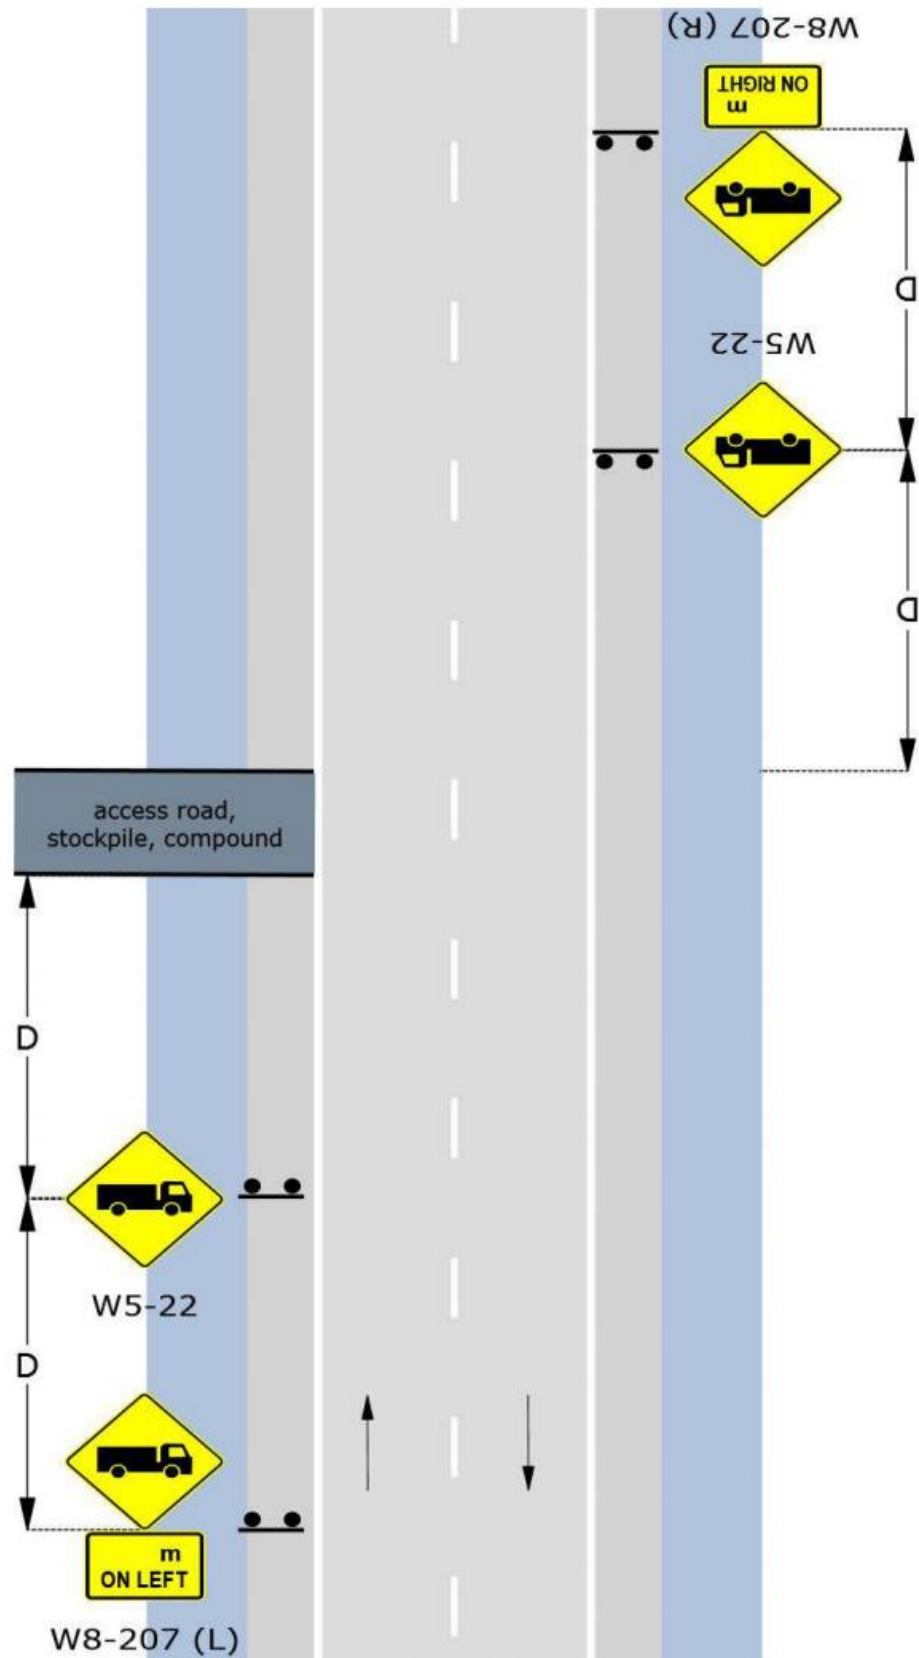 W8-207 (R)
m
ON RIGHT
D
W5-22
D
access road,
stockpile, compound
D
W5-22
D
m
ON LEFT
W8-207 (L)